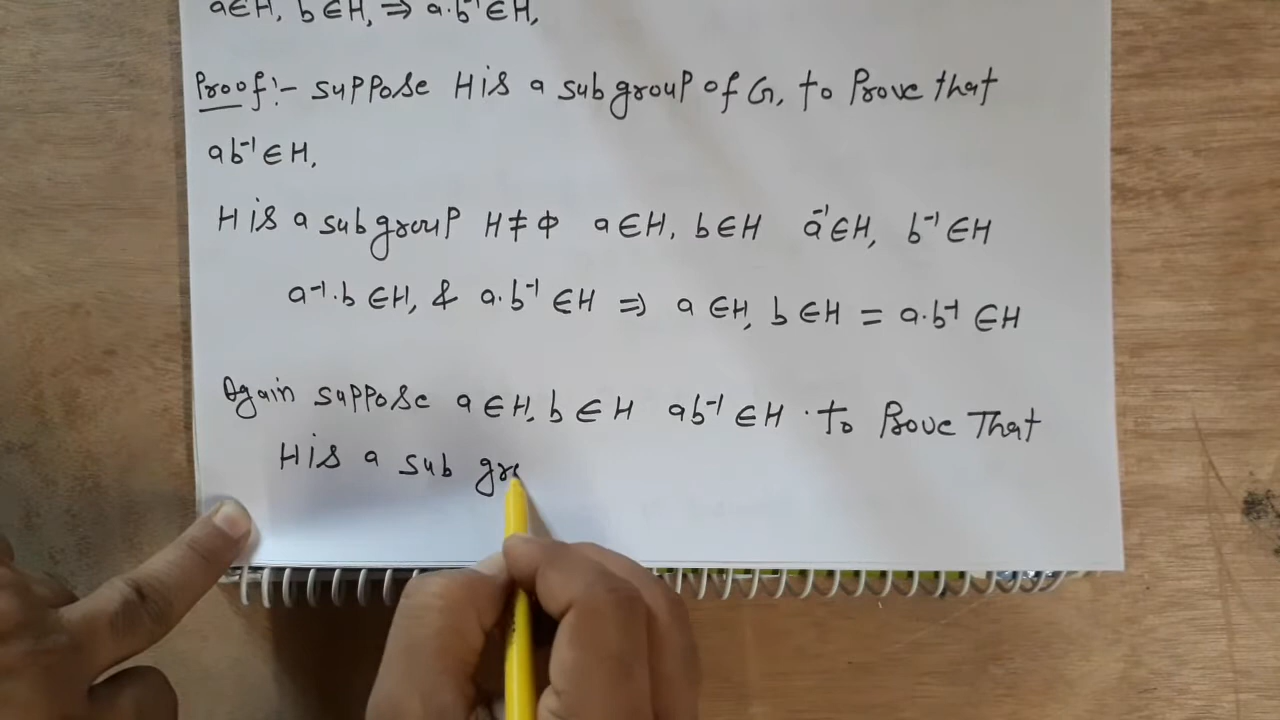 a∈H, b∈H, ⇒ a·b⁻¹∈H,
Proof:- suppose H is a subgroup of G, to Prove that
ab⁻¹∈H,
H is a subgroup H≠Φ a∈H, b∈H a⁻¹∈H, b⁻¹∈H
a⁻¹·b∈H, & a·b⁻¹∈H ⇒ a∈H, b∈H = a·b⁻¹∈H
Again suppose a∈H, b∈H ab⁻¹∈H · To Prove That
H is a sub gro